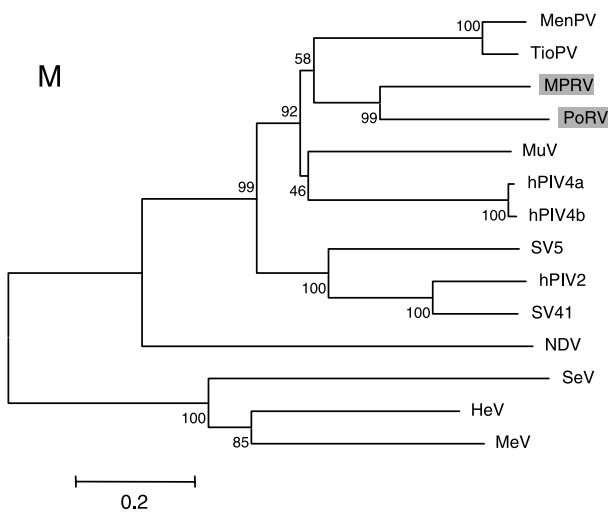 MenPV
100
TioPV
58
M
MPRV
92
99
PoRV
MuV
99
46
hPIV4a
100
hPIV4b
SV5
100
hPIV2
100
SV41
NDV
SeV
100
HeV
85
MeV
0.2